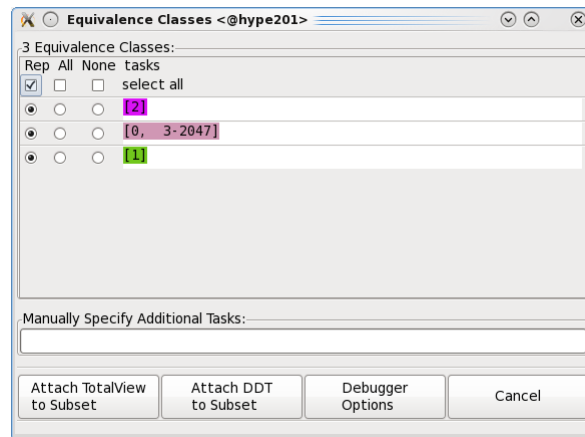 Equivalence Classes <@hype201>
3 Equivalence Classes:
Rep All None tasks
select all
[2]
[0, 3-2047]
[1]
Manually Specify Additional Tasks:
Attach TotalView to Subset
Attach DDT to Subset
Debugger Options
Cancel